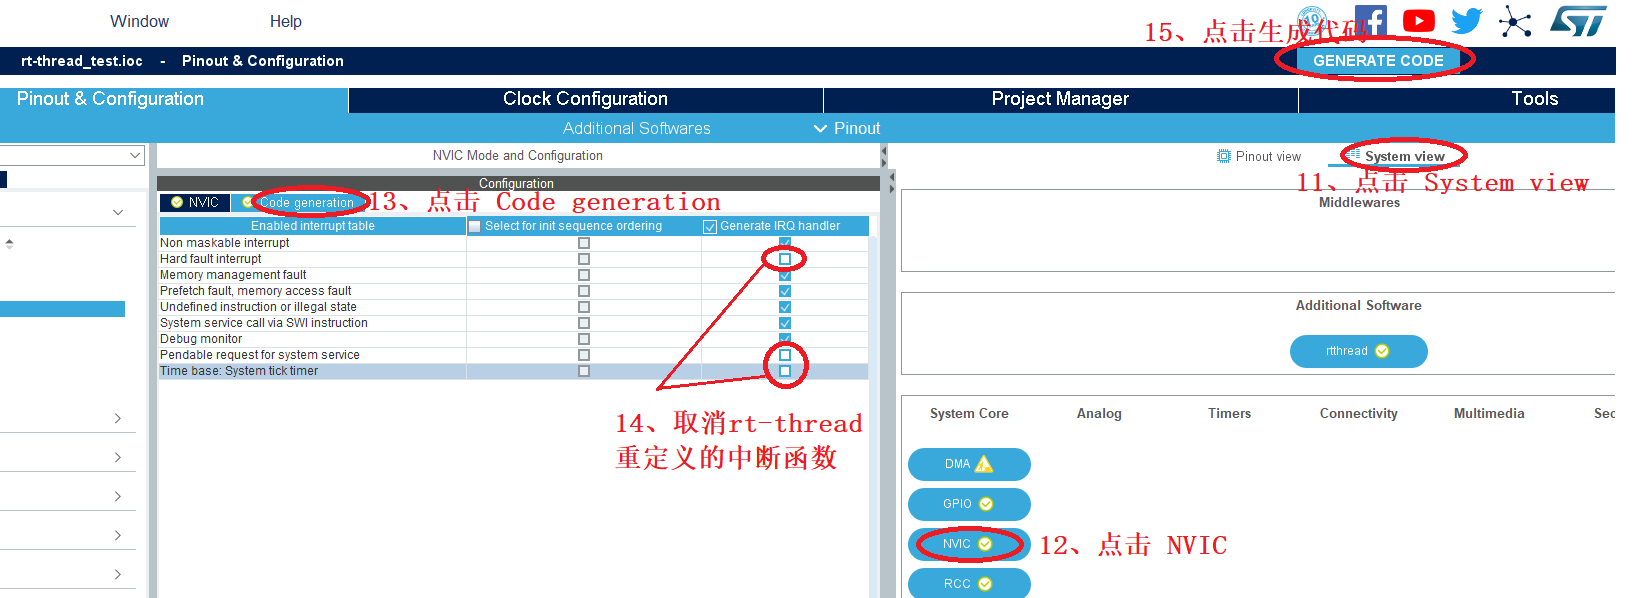 Window
Help
10
15、点击生成代码
rt-thread_test.ioc - Pinout & Configuration
GENERATE CODE
Pinout & Configuration
Clock Configuration
Project Manager
Tools
Additional Softwares
Pinout
NVIC Mode and Configuration
Pinout view
System view
11、点击 System view
Configuration
NVIC
Code generation
13、点击 Code generation
Middlewares
Enabled interrupt table
Select for init sequence ordering
Generate IRQ handler
Non maskable interrupt
Hard fault interrupt
Memory management fault
Prefetch fault, memory access fault
Undefined instruction or illegal state
System service call via SWI instruction
Debug monitor
Pendable request for system service
Time base: System tick timer
14、取消rt-thread
重定义的中断函数
Additional Software
rtthread
System Core
Analog
Timers
Connectivity
Multimedia
Sec
DMA
GPIO
NVIC
12、点击 NVIC
RCC